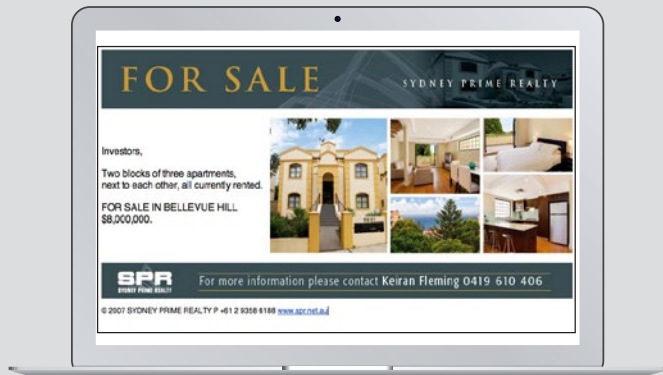 FOR SALE
SYDNEY PRIME REALTY
Investors,
Two blocks of three apartments,
next to each other, all currently rented.
FOR SALE IN BELLEVUE HILL
$8,000,000.
SPR
SYDNEY PRIME REALTY
For more information please contact Keiran Fleming 0419 610 406
© 2007 SYDNEY PRIME REALTY P +61 2 9358 6188 www.spr.net.au